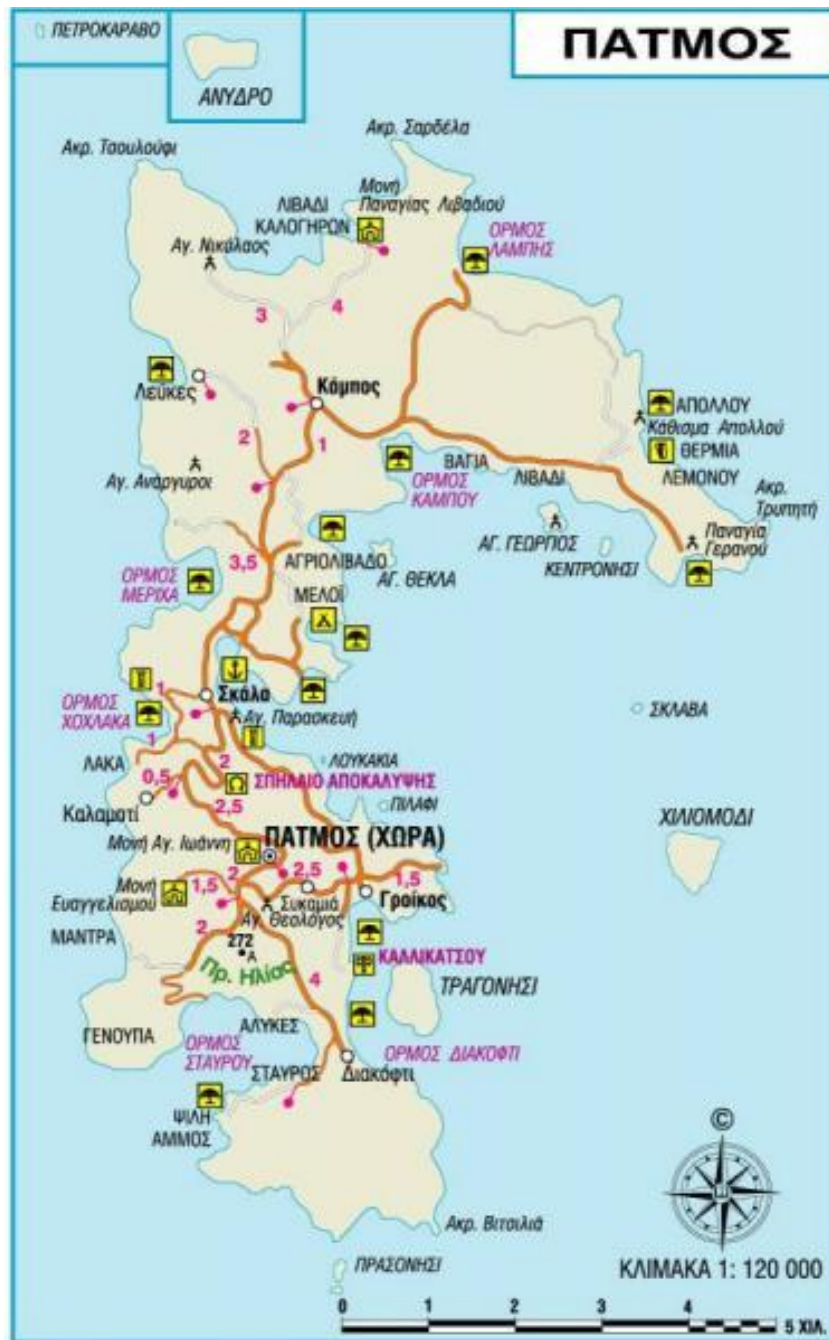 ΠΕΤΡΟΚΑΡΑΒΟ
ΑΝΥΔΡΟ
ΠΑΤΜΟΣ
Ακρ. Σαρδέλα
Ακρ. Τσουλούφι
Μονή
Παναγίας Λιβαδιού
ΛΙΒΑΔΙ
ΚΑΛΟΓΗΡΩΝ
ΟΡΜΟΣ
ΛΑΜΠΗΣ
Αγ. Νικόλαος
3
4
Λεύκες
Κάμπος
2
1
ΑΠΟΛΛΟΥ
Κάθισμα Απολλού
ΘΕΡΜΙΑ
ΛΕΜΟΝΟΥ
Αγ. Ανάργυροι
ΟΡΜΟΣ
ΚΑΜΠΟΥ
ΒΑΓΙΑ
ΛΙΒΑΔΙ
Ακρ.
Τρυπητή
ΑΓ. ΓΕΩΡΓΙΟΣ
ΚΕΝΤΡΟΝΗΣΙ
Παναγία
Γερανού
3,5
ΑΓΡΙΟΛΙΒΑΔΟ
ΑΓ. ΘΕΚΛΑ
ΟΡΜΟΣ
ΜΕΡΙΧΑ
ΜΕΛΟΪ
Σκάλα
1
ΟΡΜΟΣ
ΧΟΧΛΑΚΑ
Αγ. Παρασκευή
ΣΚΛΑΒΑ
1
ΛΑΚΑ
2
ΛΟΥΚΑΚΙΑ
0,5
ΣΠΗΛΑΙΟ ΑΠΟΚΑΛΥΨΗΣ
Καλαματί
2,5
ΠΙΛΑΦΙ
ΧΙΛΙΟΜΟΔΙ
Μονή Αγ. Ιωάννη
ΠΑΤΜΟΣ (ΧΩΡΑ)
2
2,5
1,5
Μονή
Ευαγγελισμού
1,5
Συκαμιά
Γροίκος
Αγ. Θεολόγος
2
ΜΑΝΤΡΑ
272
Πρ. Ηλίας
ΚΑΛΛΙΚΑΤΣΟΥ
4
ΤΡΑΓΟΝΗΣΙ
ΓΕΝΟΥΠΑ
ΑΛΥΚΕΣ
ΟΡΜΟΣ
ΣΤΑΥΡΟΥ
ΣΤΑΥΡΟΣ
Διακόφτι
ΟΡΜΟΣ ΔΙΑΚΟΦΤΙ
ΨΙΛΗ
ΑΜΜΟΣ
©
Ακρ. Βιτσιλιά
ΠΡΑΣΟΝΗΣΙ
ΚΛΙΜΑΚΑ 1: 120 000
0 1 2 3 4
5 ΧΙΛ.